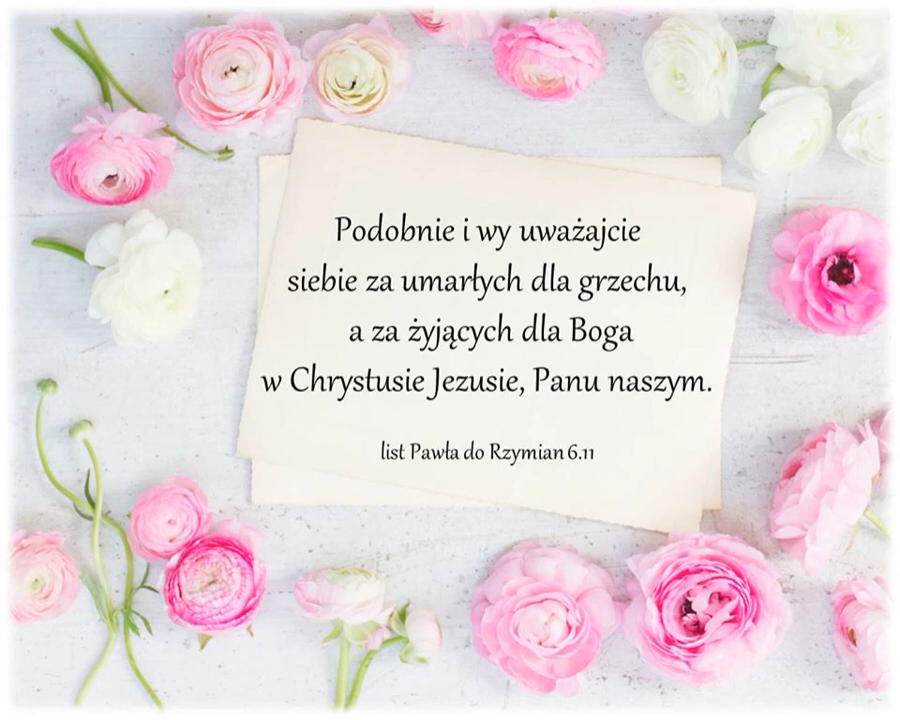 Podobnie i wy uważajcie
siebie za umarłych dla grzechu,
a za żyjących dla Boga
w Chrystusie Jezusie, Panu naszym.
list Pawła do Rzymian 6.11